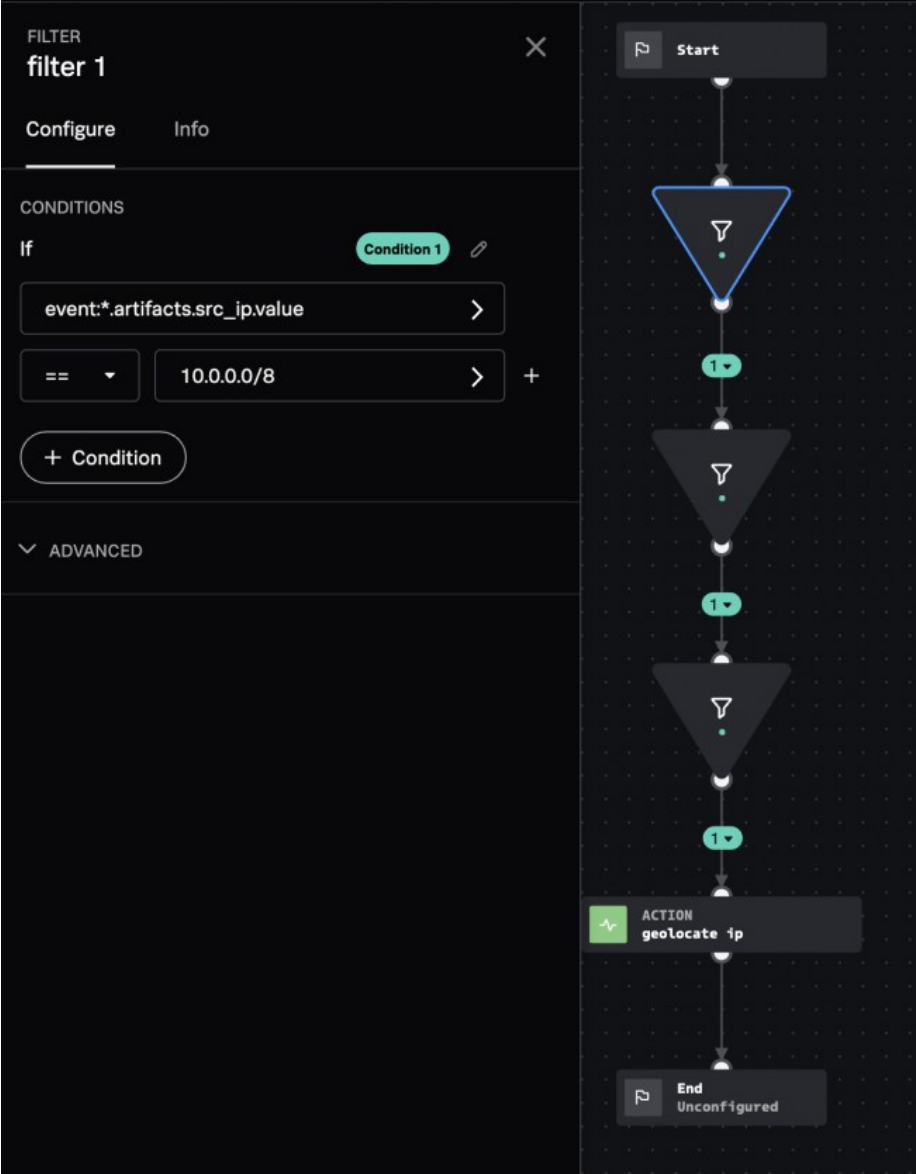 FILTER
filter 1
Configure
Info
CONDITIONS
If
Condition 1
event:*.artifacts.src_ip.value
==
10.0.0.0/8
+
+ Condition
ADVANCED
Start
1
1
1
ACTION
geolocate ip
End
Unconfigured